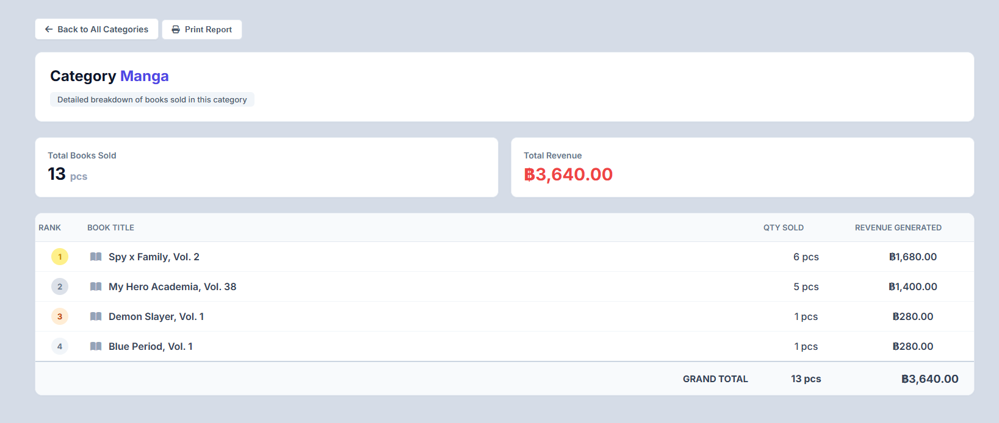 Back to All Categories
Print Report
Category Manga
Detailed breakdown of books sold in this category
Total Books Sold
13 pcs
Total Revenue
฿3,640.00
RANK BOOK TITLE QTY SOLD REVENUE GENERATED
1 Spy x Family, Vol. 2 6 pcs ฿1,680.00
2 My Hero Academia, Vol. 38 5 pcs ฿1,400.00
3 Demon Slayer, Vol. 1 1 pcs ฿280.00
4 Blue Period, Vol. 1 1 pcs ฿280.00
GRAND TOTAL 13 pcs ฿3,640.00